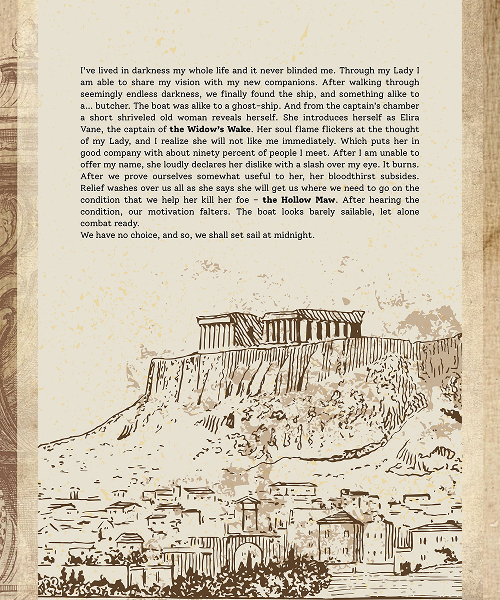 I've lived in darkness my whole life and it never blinded me. Through my Lady I
am able to share my vision with my new companions. After walking through
seemingly endless darkness, we finally found the ship, and something alike to
a... butcher. The boat was alike to a ghost-ship. And from the captain's chamber
a short shriveled old woman reveals herself. She introduces herself as Elira
Vane, the captain of the Widow's Wake. Her soul flame flickers at the thought
of my Lady, and I realize she will not like me immediately. Which puts her in
good company with about ninety percent of people I meet. After I am unable to
offer my name, she loudly declares her dislike with a slash over my eye. It burns.
After we prove ourselves somewhat useful to her, her bloodthirst subsides.
Relief washes over us all as she says she will get us where we need to go on the
condition that we help her kill her foe - the Hollow Maw. After hearing the
condition, our motivation falters. The boat looks barely sailable, let alone
combat ready.
We have no choice, and so, we shall set sail at midnight.